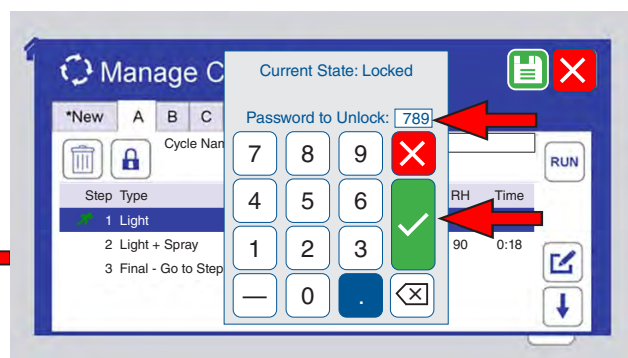 Manage C
Current State: Locked
*New A B C
Password to Unlock: 789
Cycle Nan
7 8 9
RUN
Step Type RH Time
4 5 6
1 Light
2 Light + Spray 90 0:18
1 2 3
3 Final - Go to Step
— 0 .